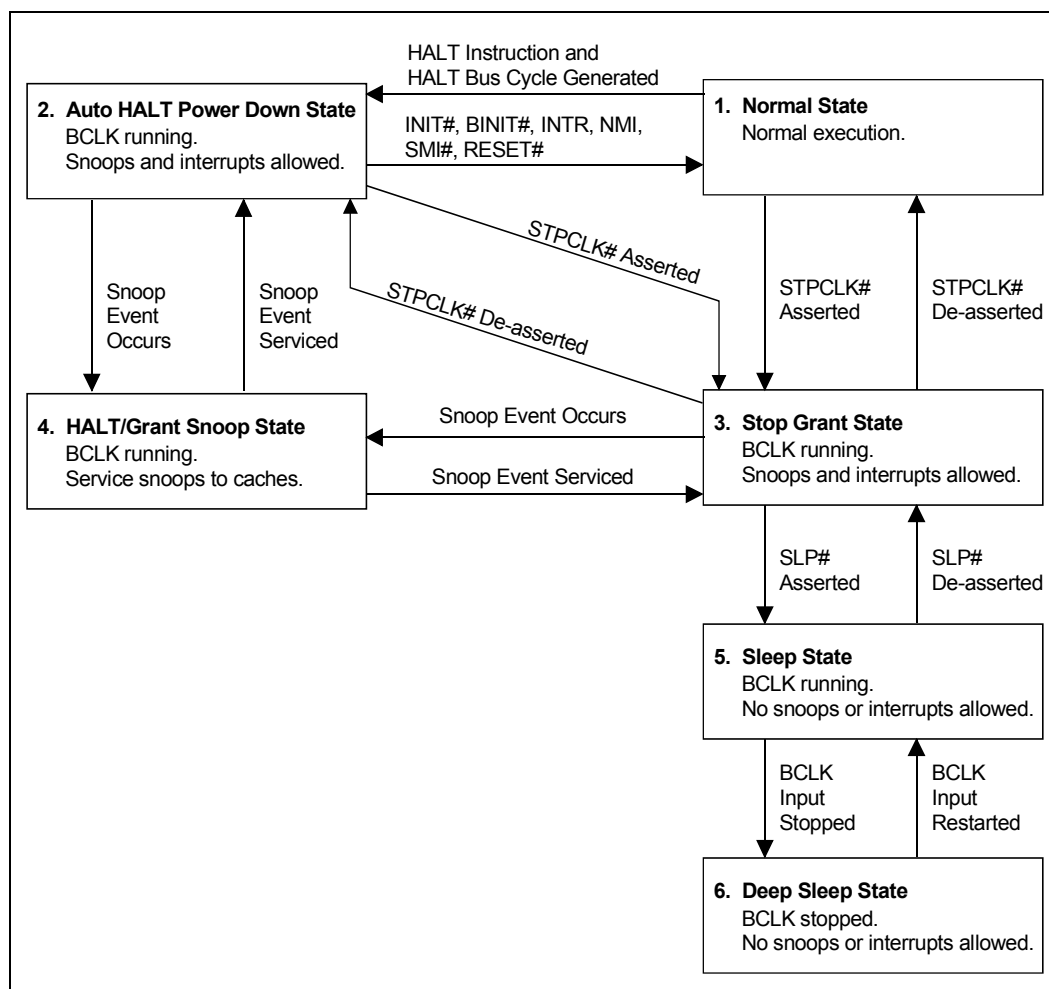 HALT Instruction and
HALT Bus Cycle Generated
2. Auto HALT Power Down State
BCLK running.
Snoops and interrupts allowed.
1. Normal State
Normal execution.
INIT#, BINIT#, INTR, NMI,
SMI#, RESET#
STPCLK# Asserted
STPCLK# De-asserted
Snoop
Event
Occurs
Snoop
Event
Serviced
STPCLK#
Asserted
STPCLK#
De-asserted
4. HALT/Grant Snoop State
BCLK running.
Service snoops to caches.
Snoop Event Occurs
Snoop Event Serviced
3. Stop Grant State
BCLK running.
Snoops and interrupts allowed.
SLP#
Asserted
SLP#
De-asserted
5. Sleep State
BCLK running.
No snoops or interrupts allowed.
BCLK
Input
Stopped
BCLK
Input
Restarted
6. Deep Sleep State
BCLK stopped.
No snoops or interrupts allowed.